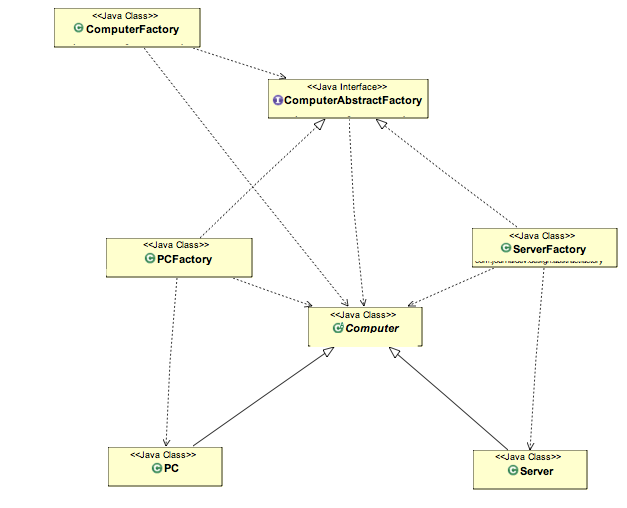 <<Java Class>>
ComputerFactory
<<Java Interface>>
ComputerAbstractFactory
<<Java Class>>
PCFactory
<<Java Class>>
ServerFactory
<<Java Class>>
Computer
<<Java Class>>
PC
<<Java Class>>
Server